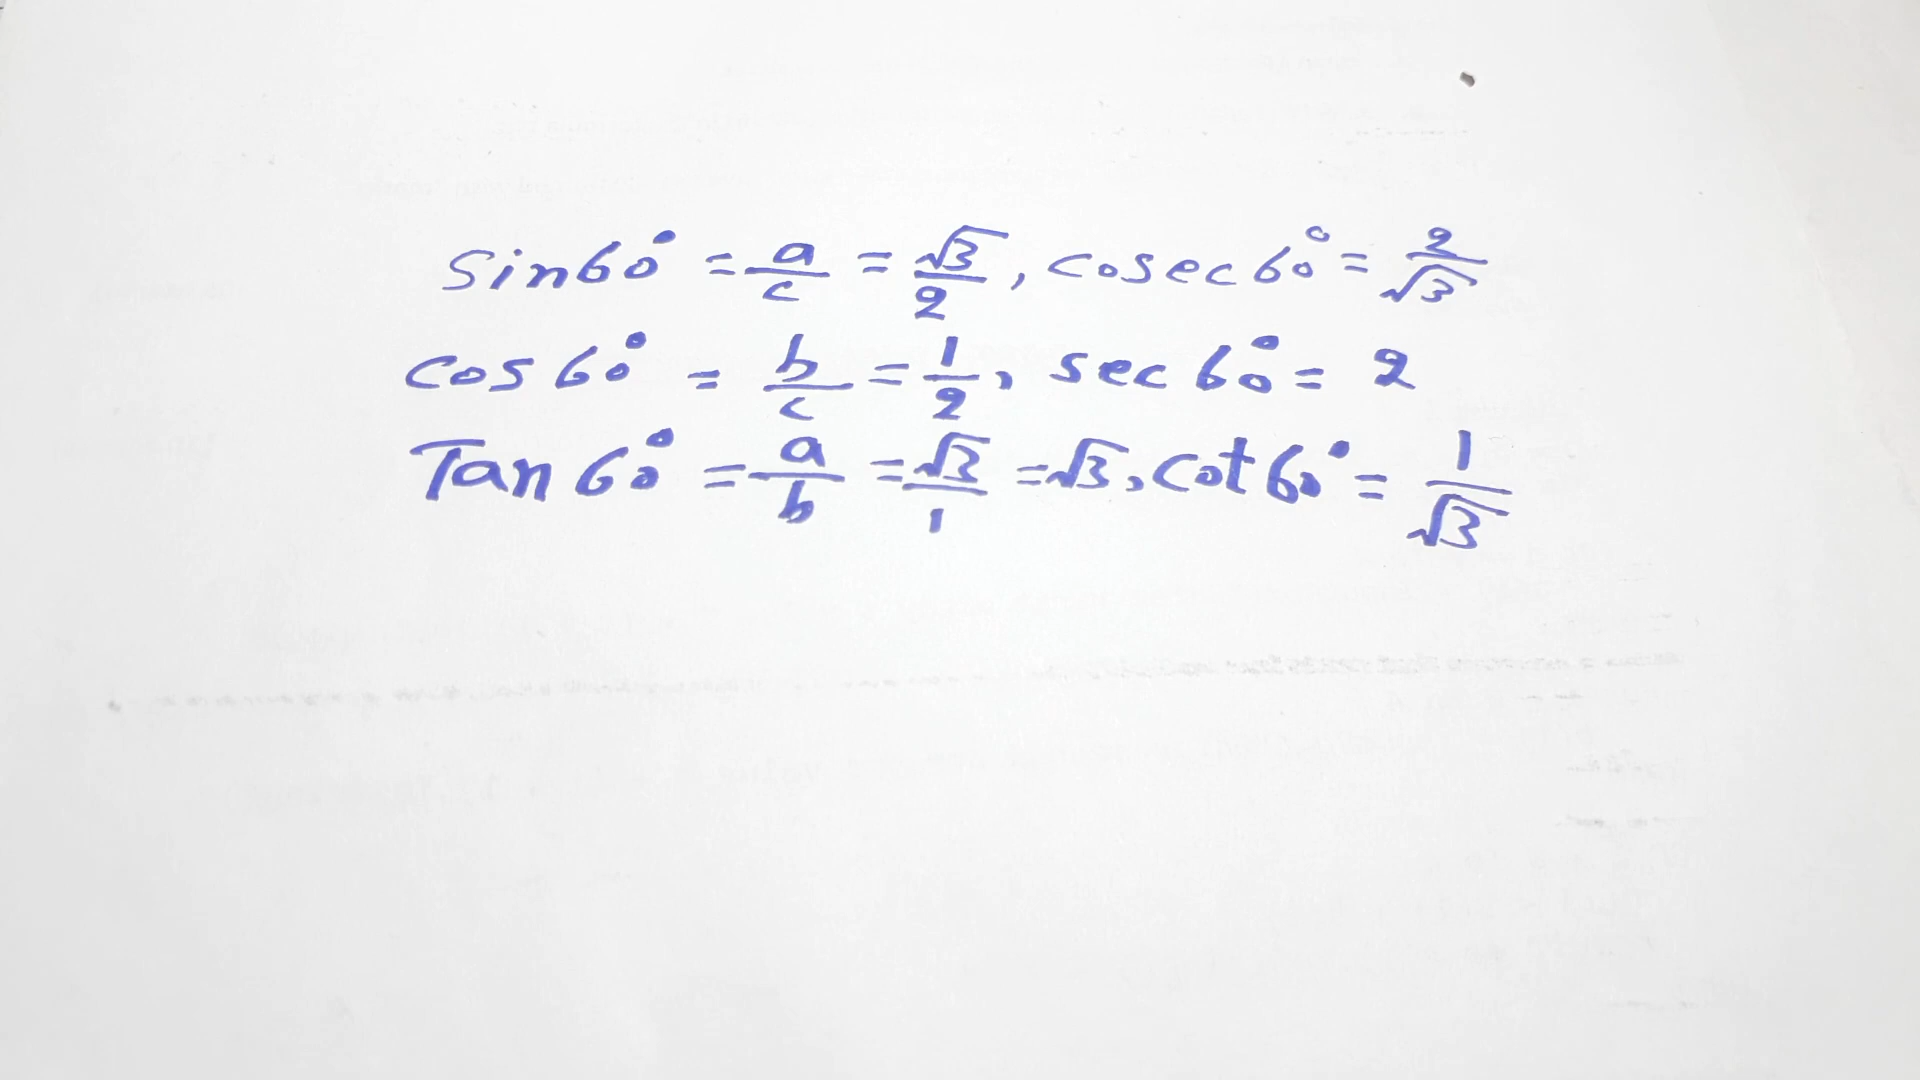 Sin60° = a/c = √3/2, cosec60° = 2/√3
cos60° = b/c = 1/2, sec60° = 2
Tan60° = a/b = √3/1 = √3, cot60° = 1/√3